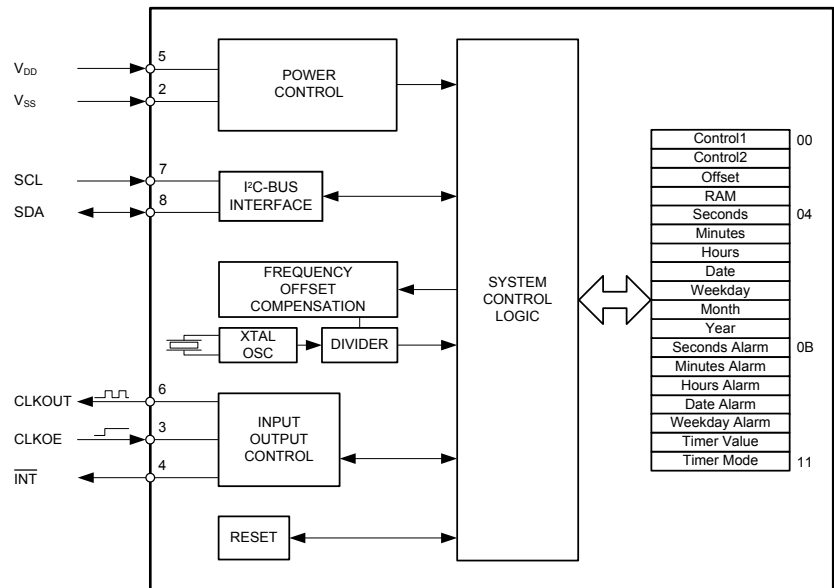 V_DD
5
V_SS
2
POWER
CONTROL
SCL
7
SDA
8
I²C-BUS
INTERFACE
FREQUENCY
OFFSET
COMPENSATION
XTAL
OSC
DIVIDER
CLKOUT
6
CLKOE
3
INT
4
INPUT
OUTPUT
CONTROL
RESET
SYSTEM
CONTROL
LOGIC
Control1 00
Control2
Offset
RAM
Seconds 04
Minutes
Hours
Date
Weekday
Month
Year
Seconds Alarm 0B
Minutes Alarm
Hours Alarm
Date Alarm
Weekday Alarm
Timer Value
Timer Mode 11